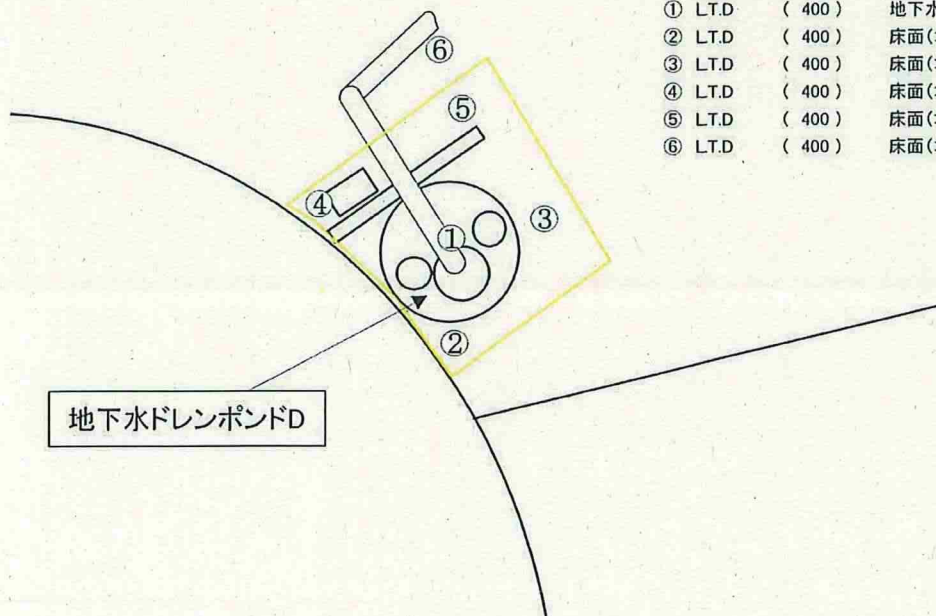 ① L.T.D ( 400 ) 地下水
② L.T.D ( 400 ) 床面(
③ L.T.D ( 400 ) 床面(
④ L.T.D ( 400 ) 床面(
⑤ L.T.D ( 400 ) 床面(
⑥ L.T.D ( 400 ) 床面(
⑥
⑤
④
③
①
②
地下水ドレンポンドD